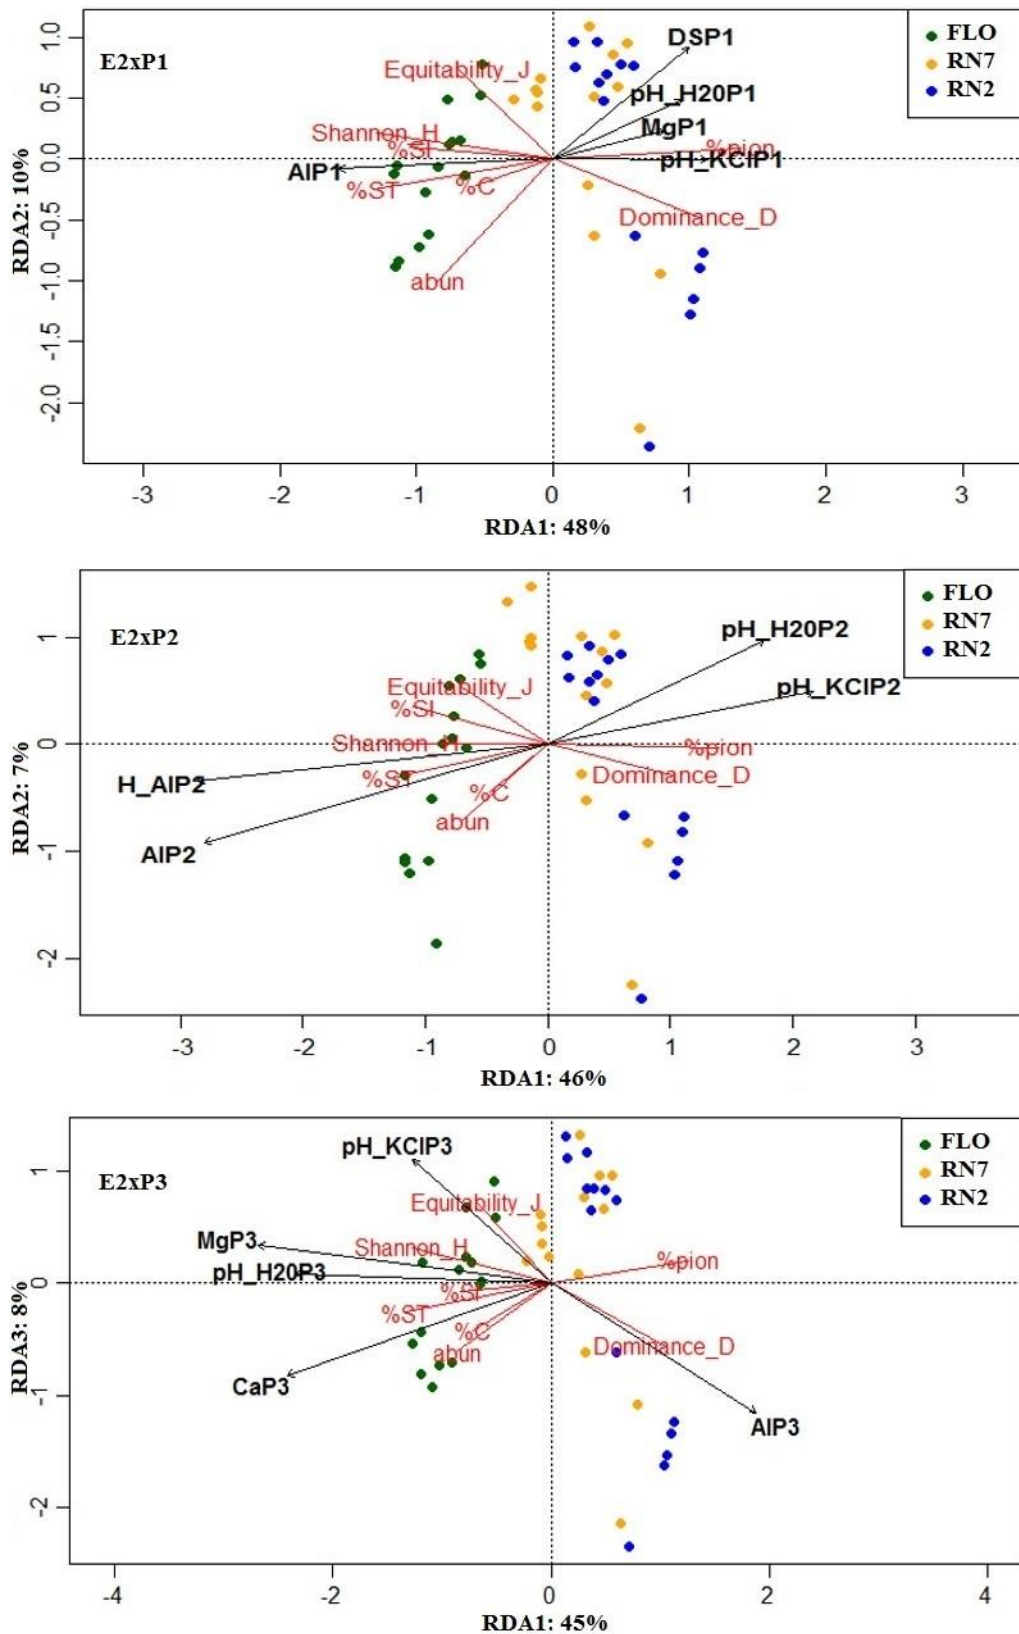 E2xP1
FLO
RN7
RN2
DSP1
Equitability_J
pH_H20P1
MgP1
Shannon_H
%SI
%pion
pH_KClP1
AlP1
%ST
%C
Dominance_D
abun
1.0
0.5
0.0
-0.5
-1.0
-1.5
-2.0
RDA2: 10%
-3 -2 -1 0 1 2 3
RDA1: 48%
E2xP2
FLO
RN7
RN2
pH_H20P2
pH_KClP2
Equitability_J
%SI
Shannon_H
%pion
H_AlP2
%ST
Dominance_D
%C
abun
AlP2
1
0
-1
-2
RDA2: 7%
-3 -2 -1 0 1 2 3
RDA1: 46%
E2xP3
FLO
RN7
RN2
pH_KClP3
Equitability_J
MgP3
Shannon_H
%pion
pH_H20P3
%SI
%ST
%C
abun
Dominance_D
CaP3
AlP3
1
0
-1
-2
RDA3: 8%
-4 -2 0 2 4
RDA1: 45%